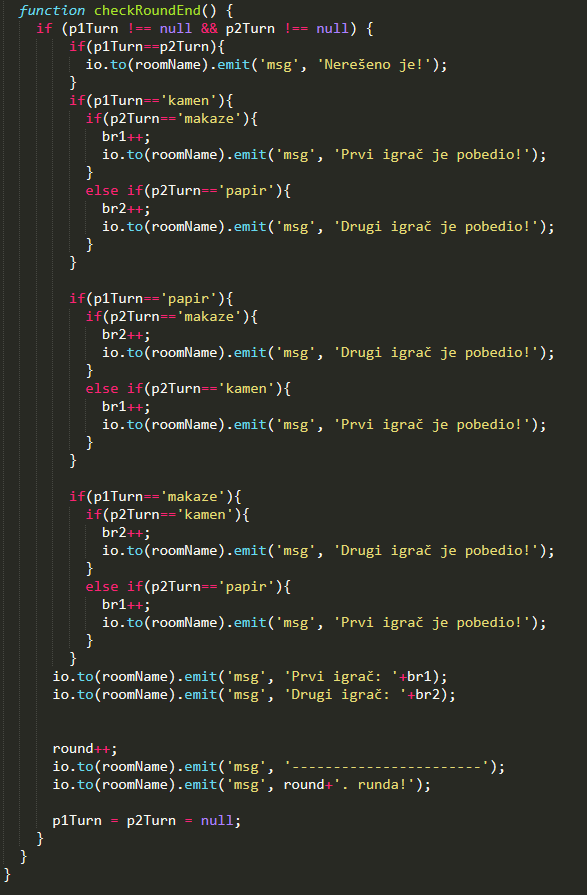 function checkRoundEnd() {
if (p1Turn !== null && p2Turn !== null) {
if(p1Turn==p2Turn){
io.to(roomName).emit('msg', 'Nerešeno je!');
}
if(p1Turn=='kamen'){
if(p2Turn=='makaze'){
br1++;
io.to(roomName).emit('msg', 'Prvi igrač je pobedio!');
}
else if(p2Turn=='papir'){
br2++;
io.to(roomName).emit('msg', 'Drugi igrač je pobedio!');
}
}
if(p1Turn=='papir'){
if(p2Turn=='makaze'){
br2++;
io.to(roomName).emit('msg', 'Drugi igrač je pobedio!');
}
else if(p2Turn=='kamen'){
br1++;
io.to(roomName).emit('msg', 'Prvi igrač je pobedio!');
}
}
if(p1Turn=='makaze'){
if(p2Turn=='kamen'){
br2++;
io.to(roomName).emit('msg', 'Drugi igrač je pobedio!');
}
else if(p2Turn=='papir'){
br1++;
io.to(roomName).emit('msg', 'Prvi igrač je pobedio!');
}
}
io.to(roomName).emit('msg', 'Prvi igrač: '+br1);
io.to(roomName).emit('msg', 'Drugi igrač: '+br2);
round++;
io.to(roomName).emit('msg', '-----------------------');
io.to(roomName).emit('msg', round+'. runda!');
p1Turn = p2Turn = null;
}
}
}